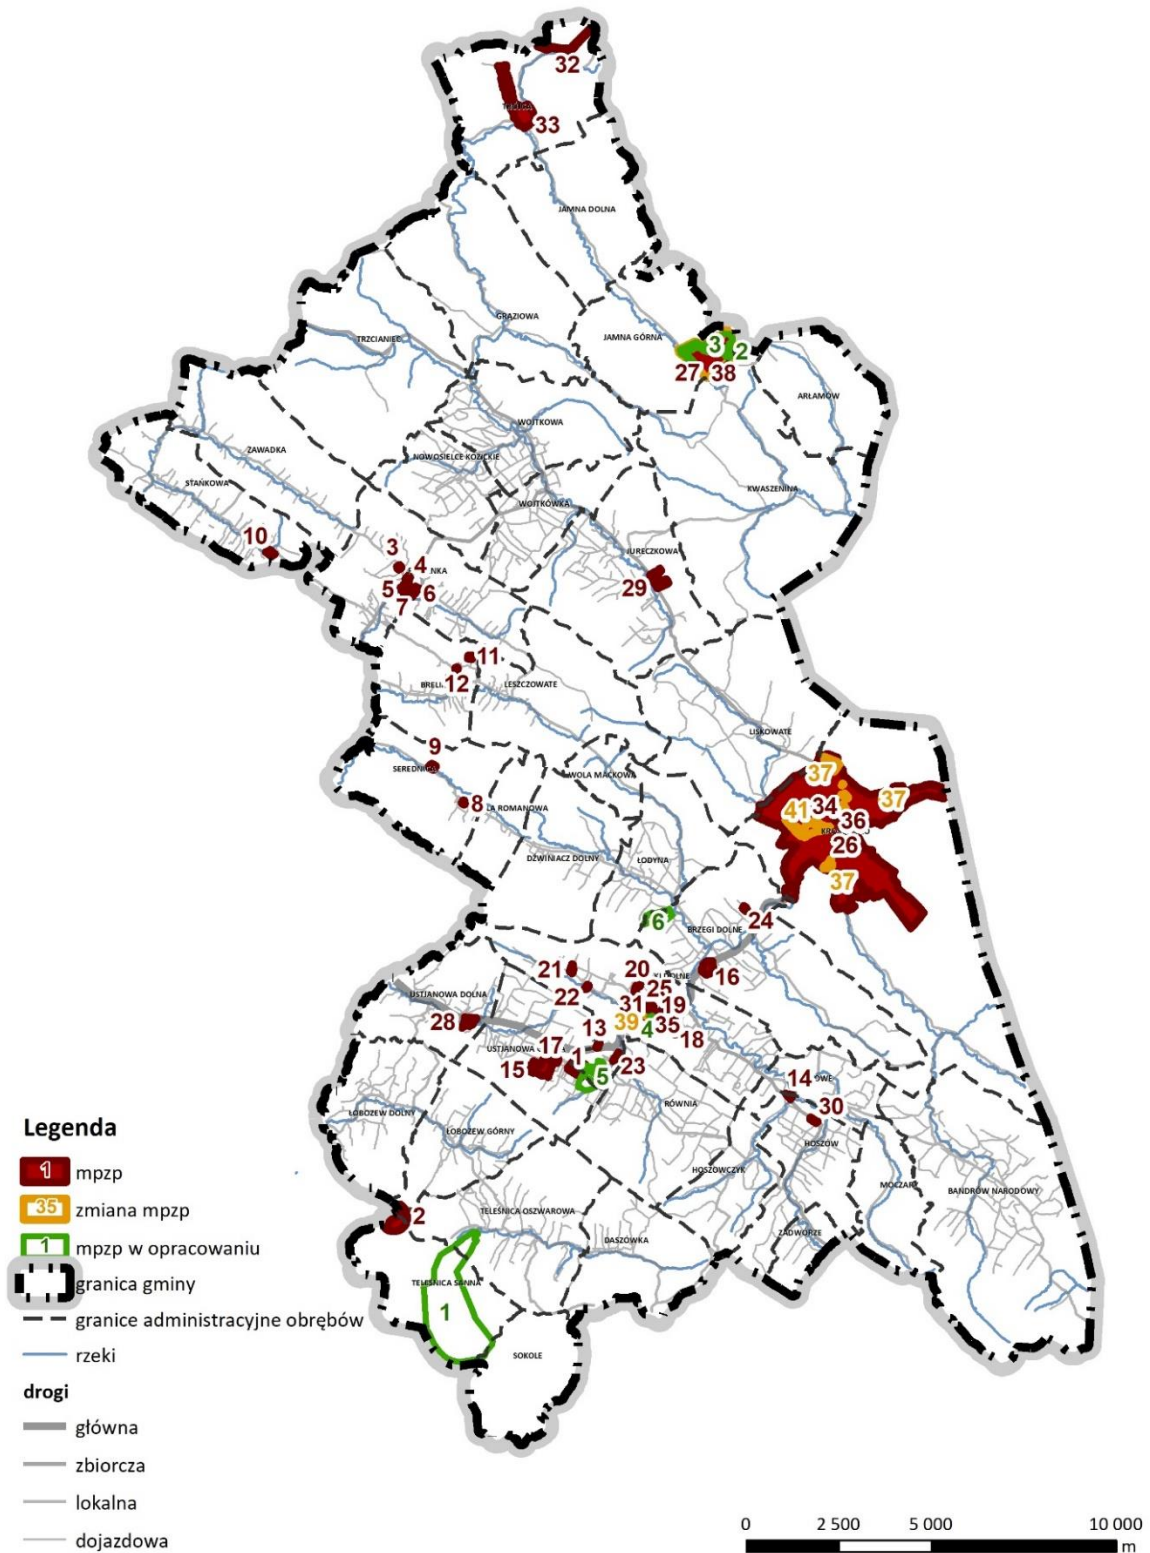 32
33
JAMNA DOLNA
GRAZIOWA
TRZCIANIEC
JAMNA GÓRNA
3
2
27
38
ARŁAMÓW
WOJTKOWA
ZAWADKA
NOWOSIELCE KOZICKIE
STAŃKOWA
KWASZENINA
WOJTKÓWKA
10
3
JURECZKOWA
4
29
5
6
7
11
12
LESZCZOWATE
LISKOWATE
9
SEREDNICA
WOLA MAĆKOWA
37
37
8
41
34
36
26
DŹWINIACZ DOLNY
ŁODYNA
37
6
24
BRZEGI DOLNE
21
20
16
USTJANOWA DOLNA
22
25
31
19
28
39
4
35
13
18
17
15
1
23
5
14
30
RÓWNIA
ŁOBOZEW DOLNY
ŁOBOZEW GÓRNY
HOSZÓW
HOSZOWCZYK
MOCZARY
BANDRÓW NARODOWY
2
TELEŚNICA OSZWAROWA
DASZÓWKA
ZADWÓRZE
TELEŚNICA SANNA
1
SOKOLE
Legenda
1 mpzp
35 zmiana mpzp
1 mpzp w opracowaniu
granica gminy
granice administracyjne obrębów
rzeki
drogi
główna
zbiorcza
lokalna
dojazdowa
0 2 500 5 000 10 000
m